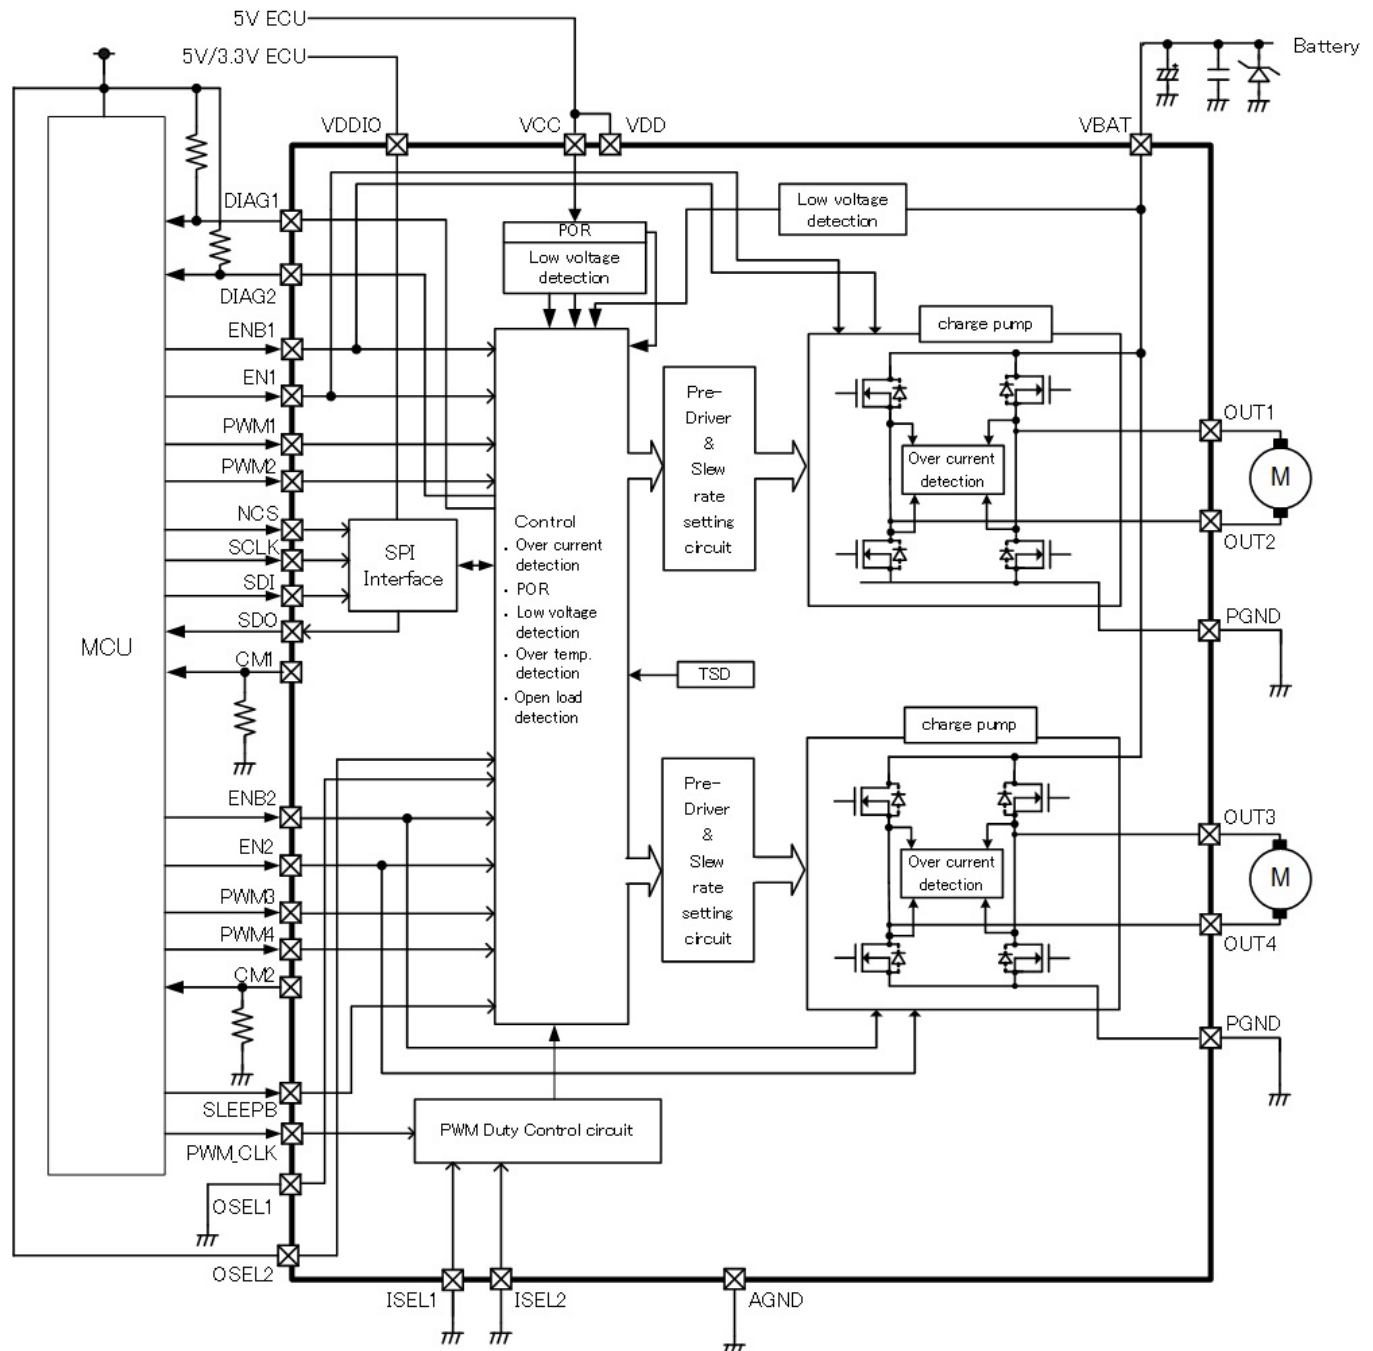 5V ECU
5V/3.3V ECU
Battery
VDDIO
VCC
VDD
VBAT
DIAG1
Low voltage
detection
POR
Low voltage
detection
DIAG2
ENB1
charge pump
EN1
Pre-
Driver
&
Slew
rate
setting
circuit
OUT1
PWM1
Over current
detection
M
PWM2
NCS
OUT2
SCLK
SPI
Interface
SDI
SDO
PGND
Control
・Over current
detection
・POR
・Low voltage
detection
・Over temp.
detection
・Open load
detection
MCU
CM1
TSD
charge pump
Pre-
Driver
&
Slew
rate
setting
circuit
ENB2
OUT3
EN2
Over current
detection
M
PWM3
PWM4
OUT4
CM2
PGND
SLEEPB
PWM Duty Control circuit
PWM_CLK
OSEL1
OSEL2
ISEL1
ISEL2
AGND